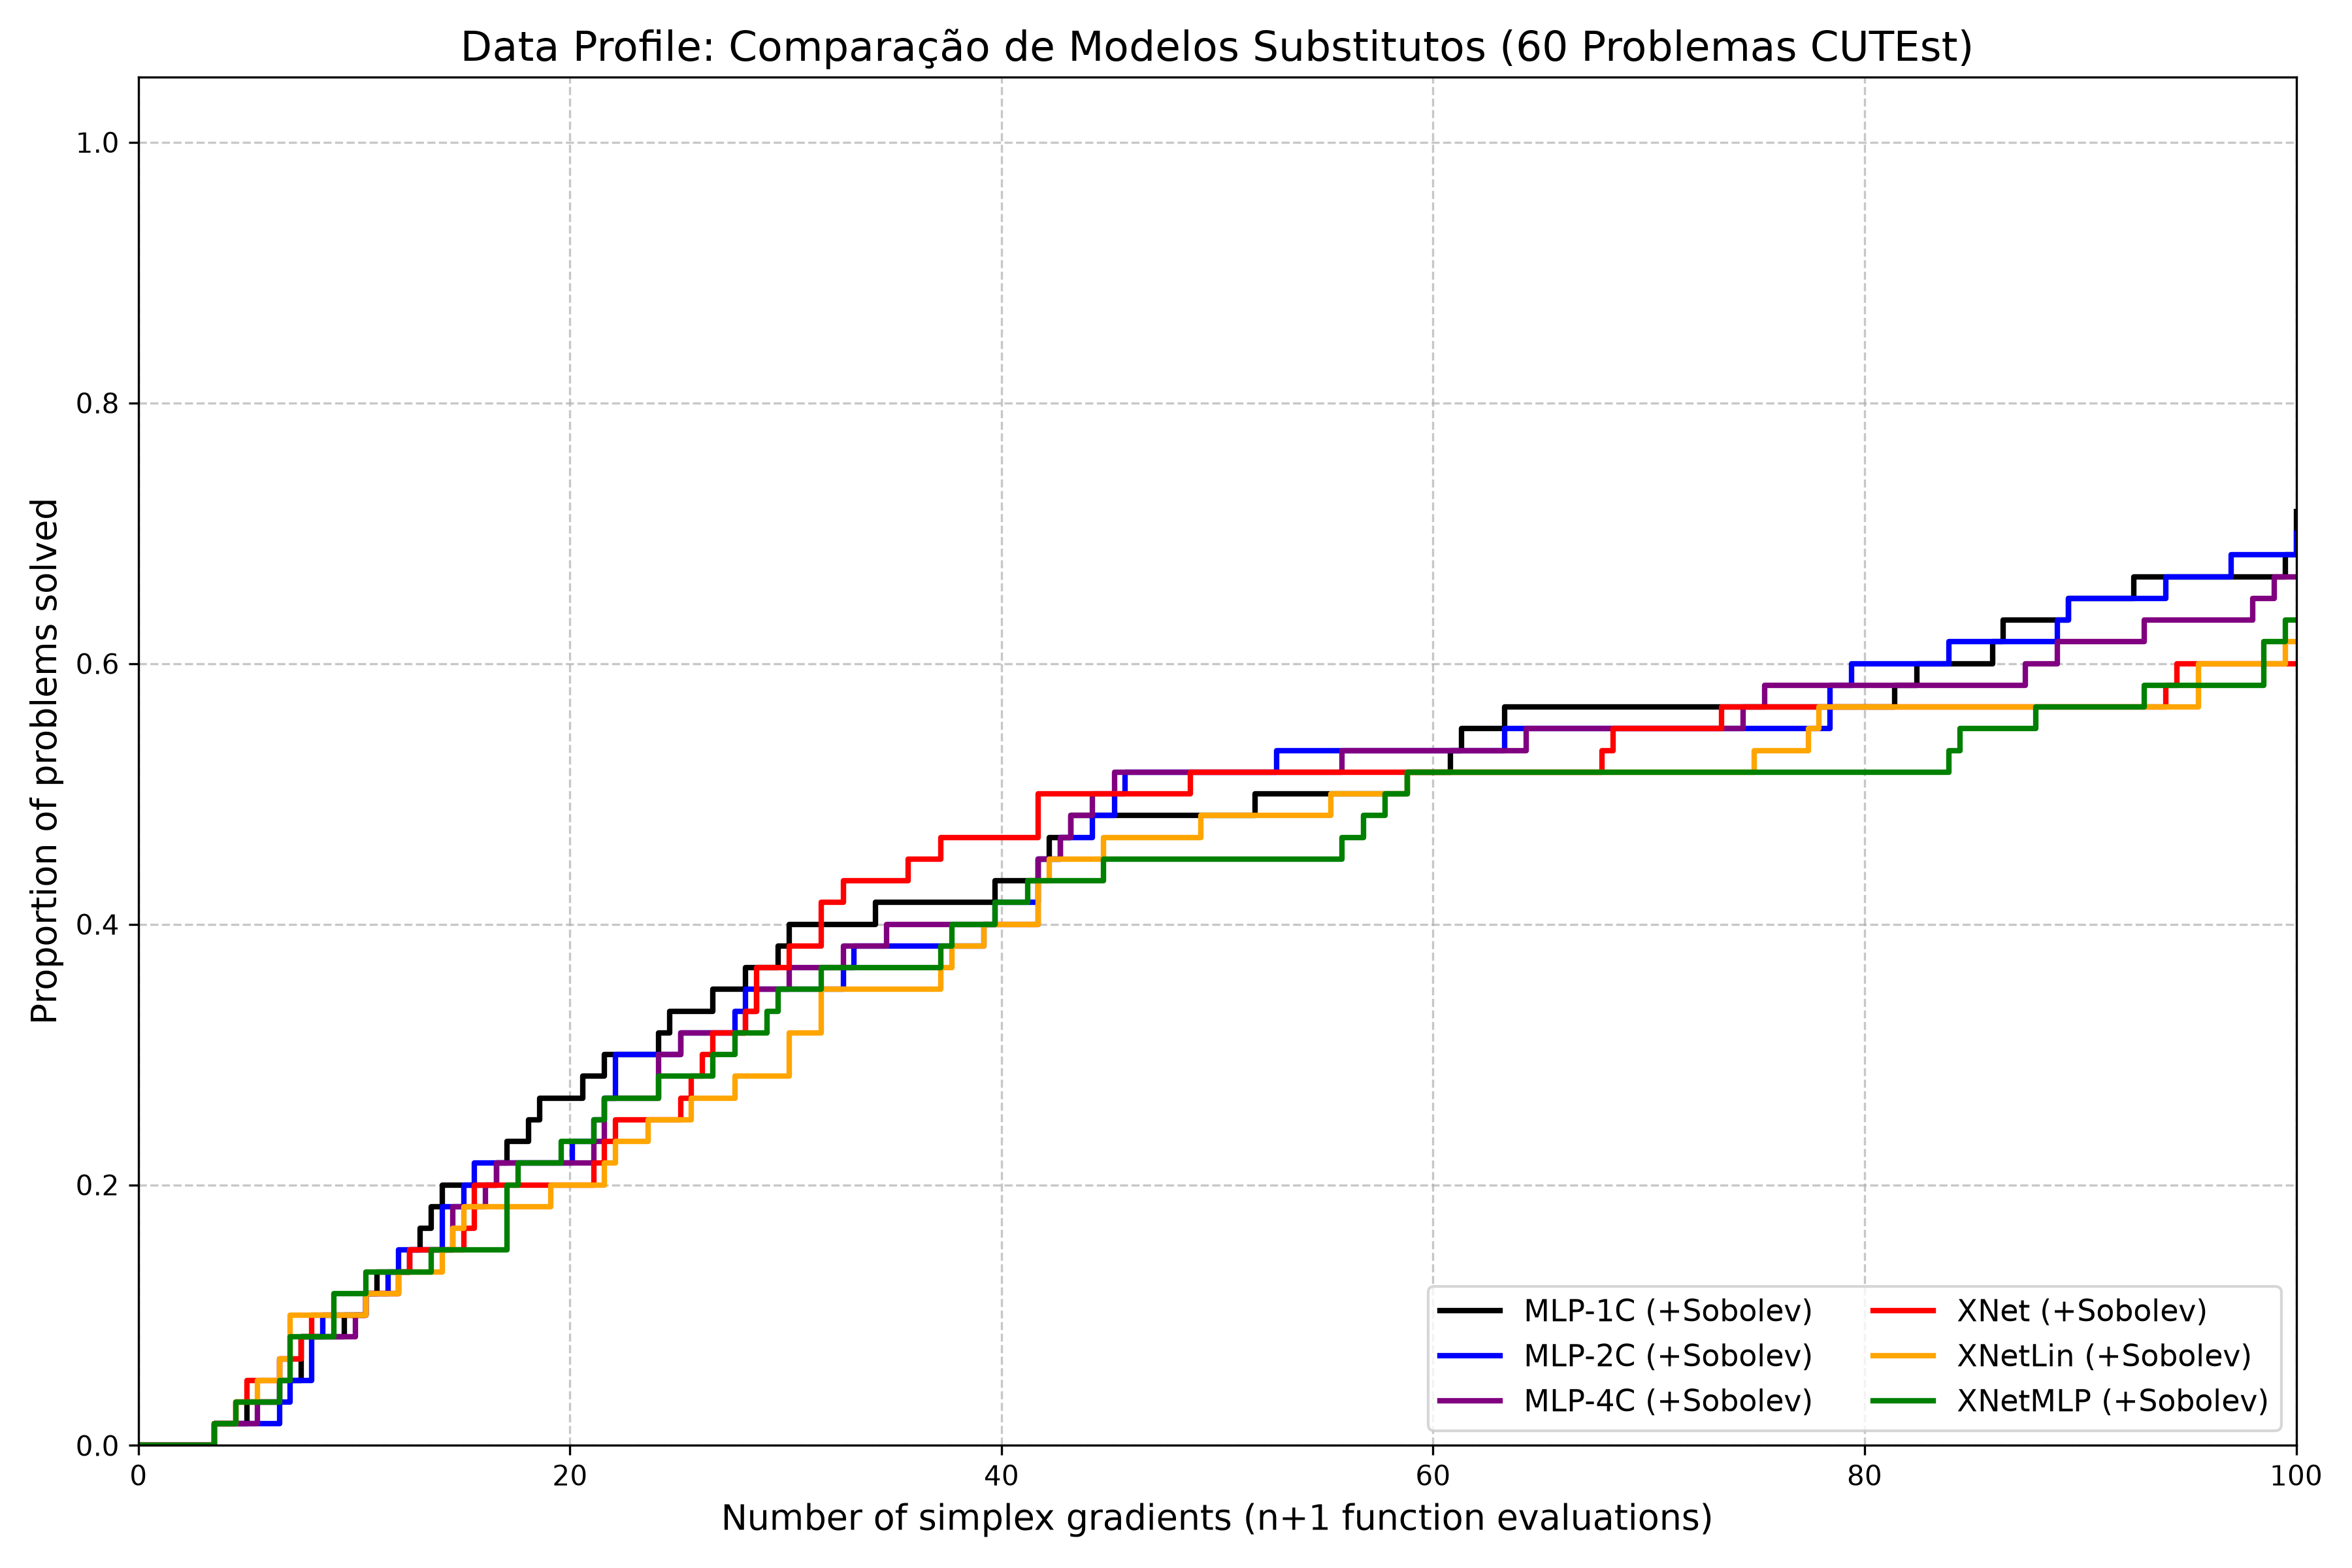 Data Profile: Comparação de Modelos Substitutos (60 Problemas CUTEst)
Proportion of problems solved
1.0
0.8
0.6
0.4
0.2
0.0
0 20 40 60 80 100
Number of simplex gradients (n+1 function evaluations)
MLP-1C (+Sobolev)
MLP-2C (+Sobolev)
MLP-4C (+Sobolev)
XNet (+Sobolev)
XNetLin (+Sobolev)
XNetMLP (+Sobolev)